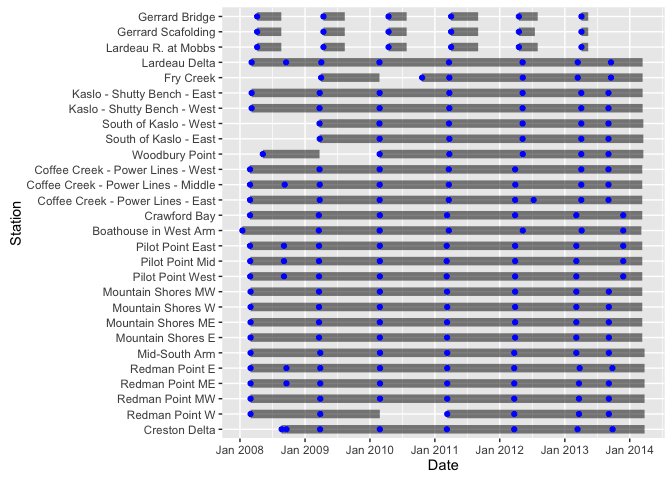 Gerrard Bridge
Gerrard Scafolding
Lardeau R. at Mobbs
Lardeau Delta
Fry Creek
Kaslo - Shutty Bench - East
Kaslo - Shutty Bench - West
South of Kaslo - West
South of Kaslo - East
Woodbury Point
Coffee Creek - Power Lines - West
Coffee Creek - Power Lines - Middle
Coffee Creek - Power Lines - East
Crawford Bay
Boathouse in West Arm
Pilot Point East
Pilot Point Mid
Pilot Point West
Mountain Shores MW
Mountain Shores W
Mountain Shores ME
Mountain Shores E
Mid-South Arm
Redman Point E
Redman Point ME
Redman Point MW
Redman Point W
Creston Delta
Station
Jan 2008 Jan 2009 Jan 2010 Jan 2011 Jan 2012 Jan 2013 Jan 2014
Date